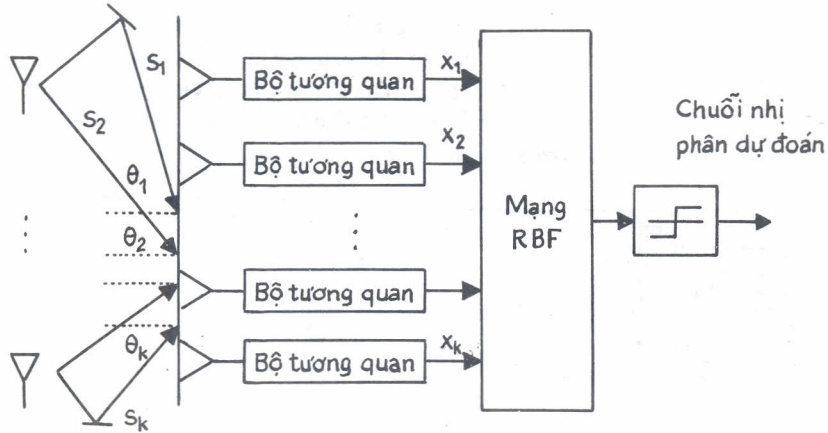 S1
S2
θ1
θ2
θk
Sk
Bộ tương quan
x1
Bộ tương quan
x2
Bộ tương quan
Bộ tương quan
xk
Mạng
RBF
Chuỗi nhị
phân dự đoán